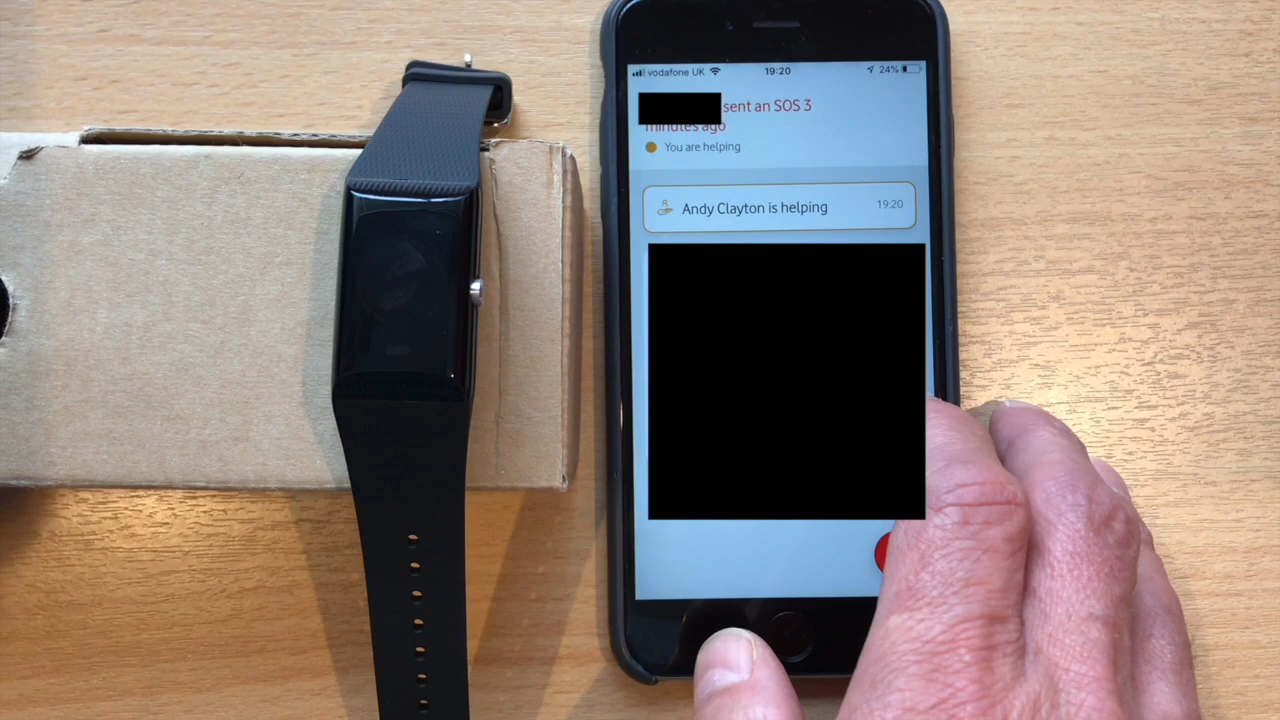 vodafone UK 19:20 24%
sent an SOS 3
minutes ago
You are helping
Andy Clayton is helping 19:20